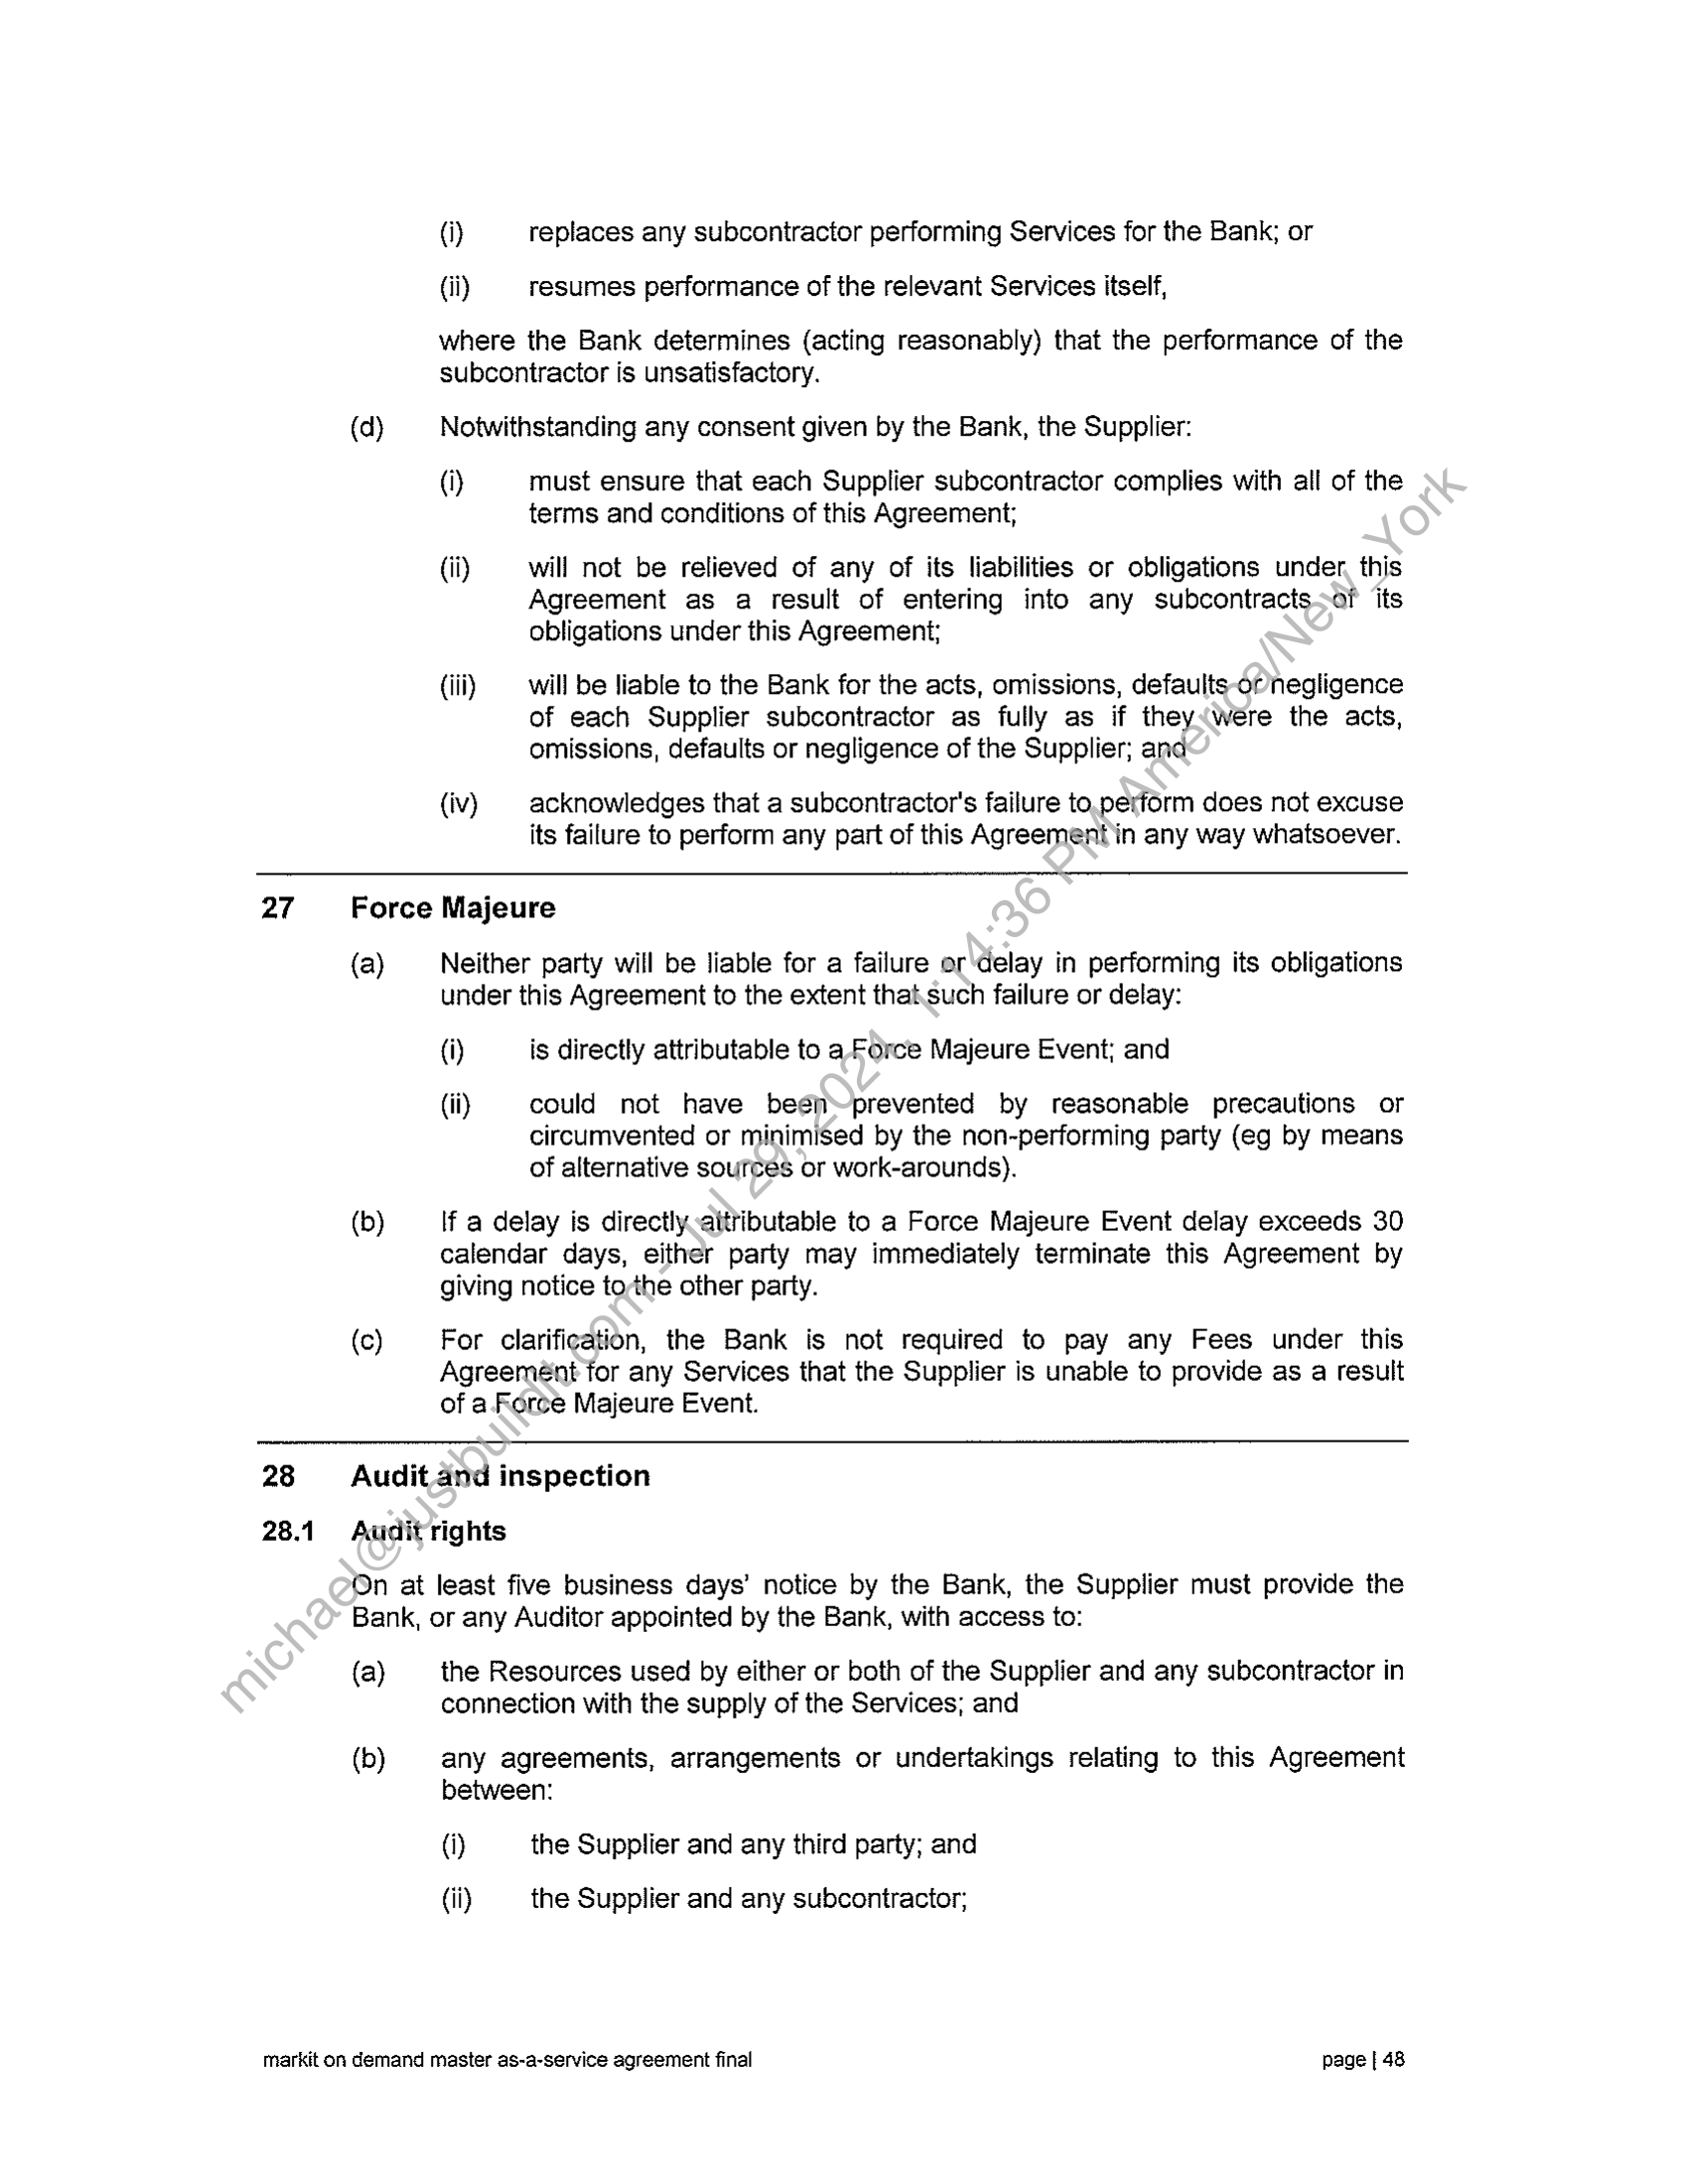 (i) replaces any subcontractor performing Services for the Bank; or
(ii) resumes performance of the relevant Services itself,
where the Bank determines (acting reasonably) that the performance of the
subcontractor is unsatisfactory.
(d) Notwithstanding any consent given by the Bank, the Supplier:
(i) must ensure that each Supplier subcontractor complies with all of the
terms and conditions of this Agreement;
(ii) will not be relieved of any of its liabilities or obligations under this
Agreement as a result of entering into any subcontracts of its
obligations under this Agreement;
(iii) will be liable to the Bank for the acts, omissions, defaults or negligence
of each Supplier subcontractor as fully as if they were the acts,
omissions, defaults or negligence of the Supplier; and
(iv) acknowledges that a subcontractor's failure to perform does not excuse
its failure to perform any part of this Agreement in any way whatsoever.
27 Force Majeure
(a) Neither party will be liable for a failure or delay in performing its obligations
under this Agreement to the extent that such failure or delay:
(i) is directly attributable to a Force Majeure Event; and
(ii) could not have been prevented by reasonable precautions or
circumvented or minimised by the non-performing party (eg by means
of alternative sources or work-arounds).
(b) If a delay is directly attributable to a Force Majeure Event delay exceeds 30
calendar days, either party may immediately terminate this Agreement by
giving notice to the other party.
(c) For clarification, the Bank is not required to pay any Fees under this
Agreement for any Services that the Supplier is unable to provide as a result
of a Force Majeure Event.
28 Audit and inspection
28.1 Audit rights
On at least five business days' notice by the Bank, the Supplier must provide the
Bank, or any Auditor appointed by the Bank, with access to:
(a) the Resources used by either or both of the Supplier and any subcontractor in
connection with the supply of the Services; and
(b) any agreements, arrangements or undertakings relating to this Agreement
between:
(i) the Supplier and any third party; and
(ii) the Supplier and any subcontractor;
markit on demand master as-a-service agreement final page | 48
michael@justbuildit.com - Jul 29, 2024, 1:14:36 PM America/New_York